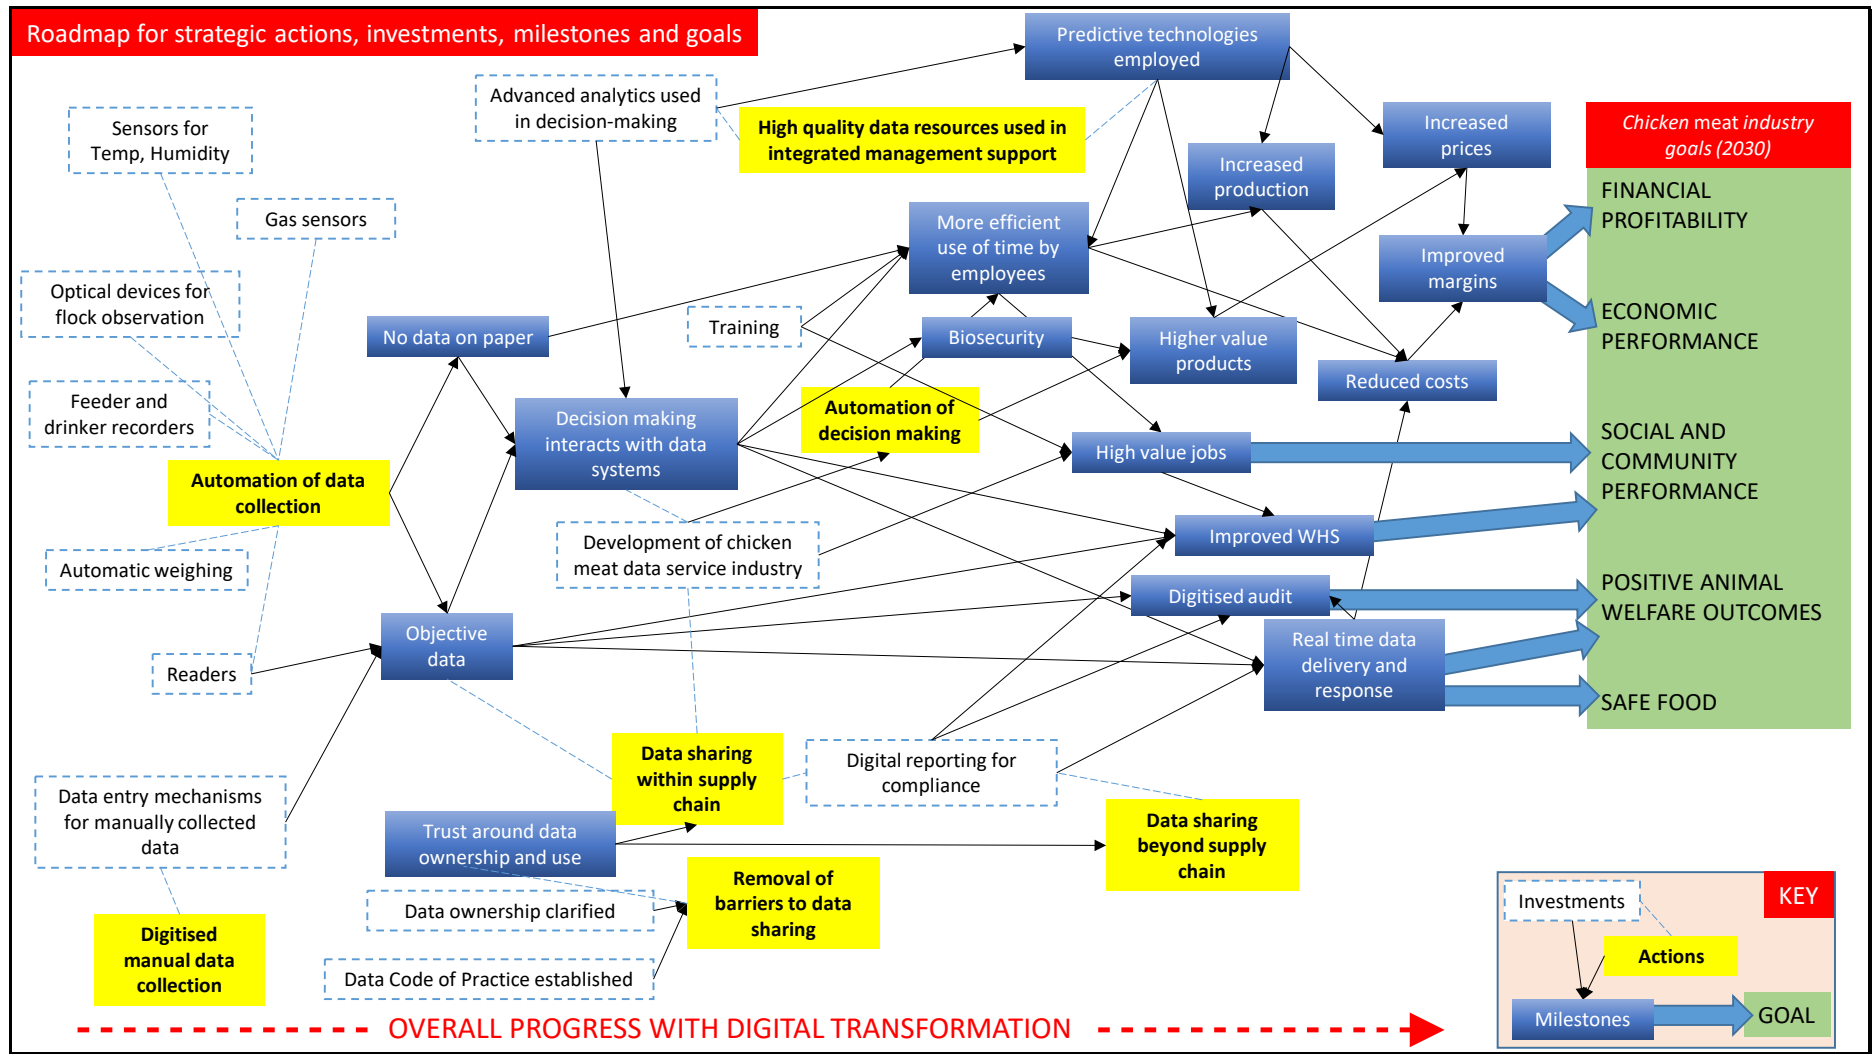 Roadmap for strategic actions, investments, milestones and goals
Predictive technologies
employed
Advanced analytics used
in decision-making
Sensors for
Temp, Humidity
High quality data resources used in
integrated management support
Increased
prices
Chicken meat industry
goals (2030)
Increased
production
FINANCIAL
PROFITABILITY
Gas sensors
More efficient
use of time by
employees
Improved
margins
Optical devices for
flock observation
ECONOMIC
PERFORMANCE
No data on paper
Training
Biosecurity
Higher value
products
Reduced costs
Feeder and
drinker recorders
Decision making
interacts with data
systems
Automation of
decision making
High value jobs
SOCIAL AND
COMMUNITY
PERFORMANCE
Automation of data
collection
Development of chicken
meat data service industry
Improved WHS
Automatic weighing
Digitised audit
POSITIVE ANIMAL
WELFARE OUTCOMES
Objective
data
Real time data
delivery and
response
Readers
SAFE FOOD
Data sharing
within supply
chain
Digital reporting for
compliance
Data entry mechanisms
for manually collected
data
Trust around data
ownership and use
Data sharing
beyond supply
chain
Removal of
barriers to data
sharing
Data ownership clarified
Digitised
manual data
collection
Data Code of Practice established
KEY
Investments
Actions
Milestones
GOAL
OVERALL PROGRESS WITH DIGITAL TRANSFORMATION